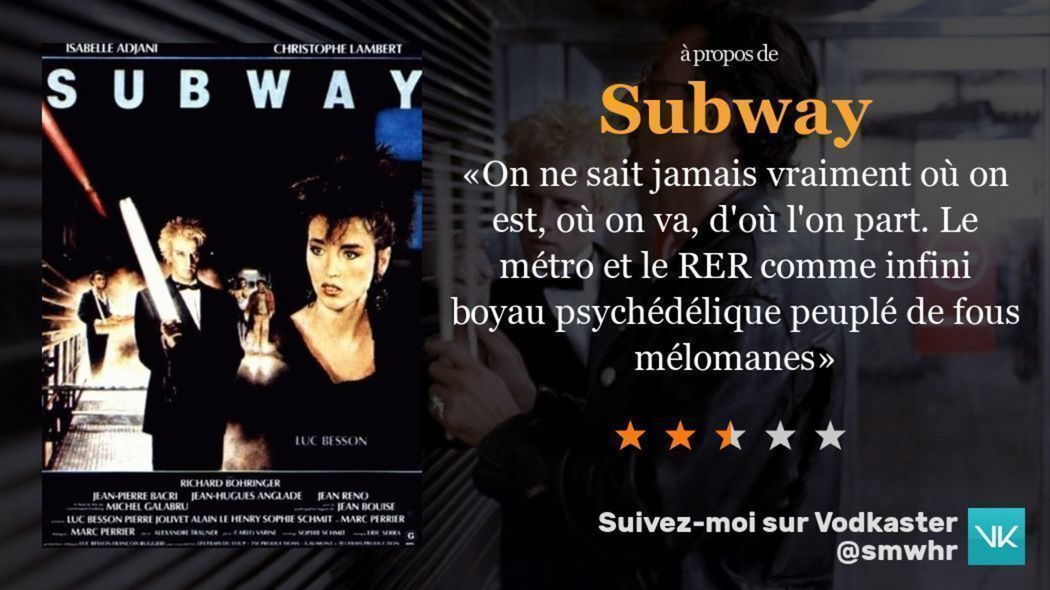 ISABELLE ADJANI
CHRISTOPHE LAMBERT
SUBWAY
LUC BESSON
RICHARD BOHRINGER
JEAN-PIERRE BACRI JEAN-HUGUES ANGLADE JEAN RENO
MICHEL GALABRU JEAN BOUISE
LUC BESSON PIERRE JOLIVET ALAIN LE HENRY SOPHIE SCHMIT MARC PERRIER
MARC PERRIER ALEXANDRE TRAUNER CARLO VARINI SOPHIE SCHMIT ERIC SERRA
à propos de
Subway
«On ne sait jamais vraiment où on
est, où on va, d'où l'on part. Le
métro et le RER comme infini
boyau psychédélique peuplé de fous
mélomanes»
Suivez-moi sur Vodkaster
@smwhr
VK